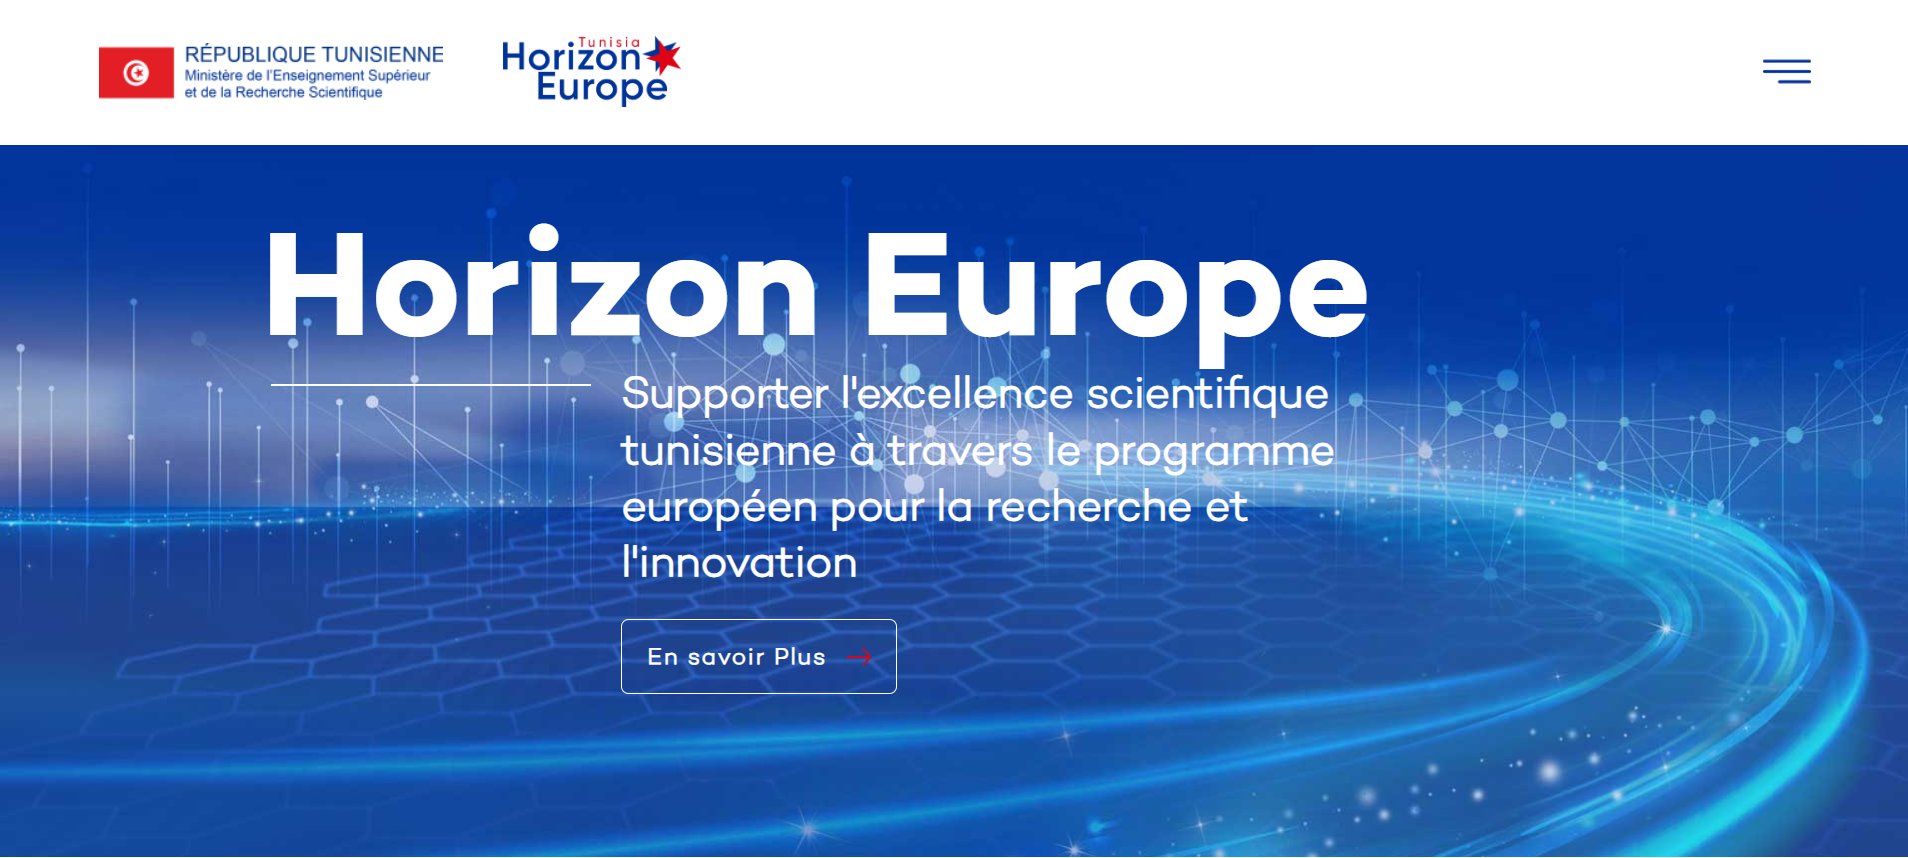 RÉPUBLIQUE TUNISIENNE
Ministère de l'Enseignement Supérieur
et de la Recherche Scientifique
Tunisia
Horizon
Europe
Horizon Europe
Supporter l'excellence scientifique
tunisienne à travers le programme
européen pour la recherche et
l'innovation
En savoir Plus